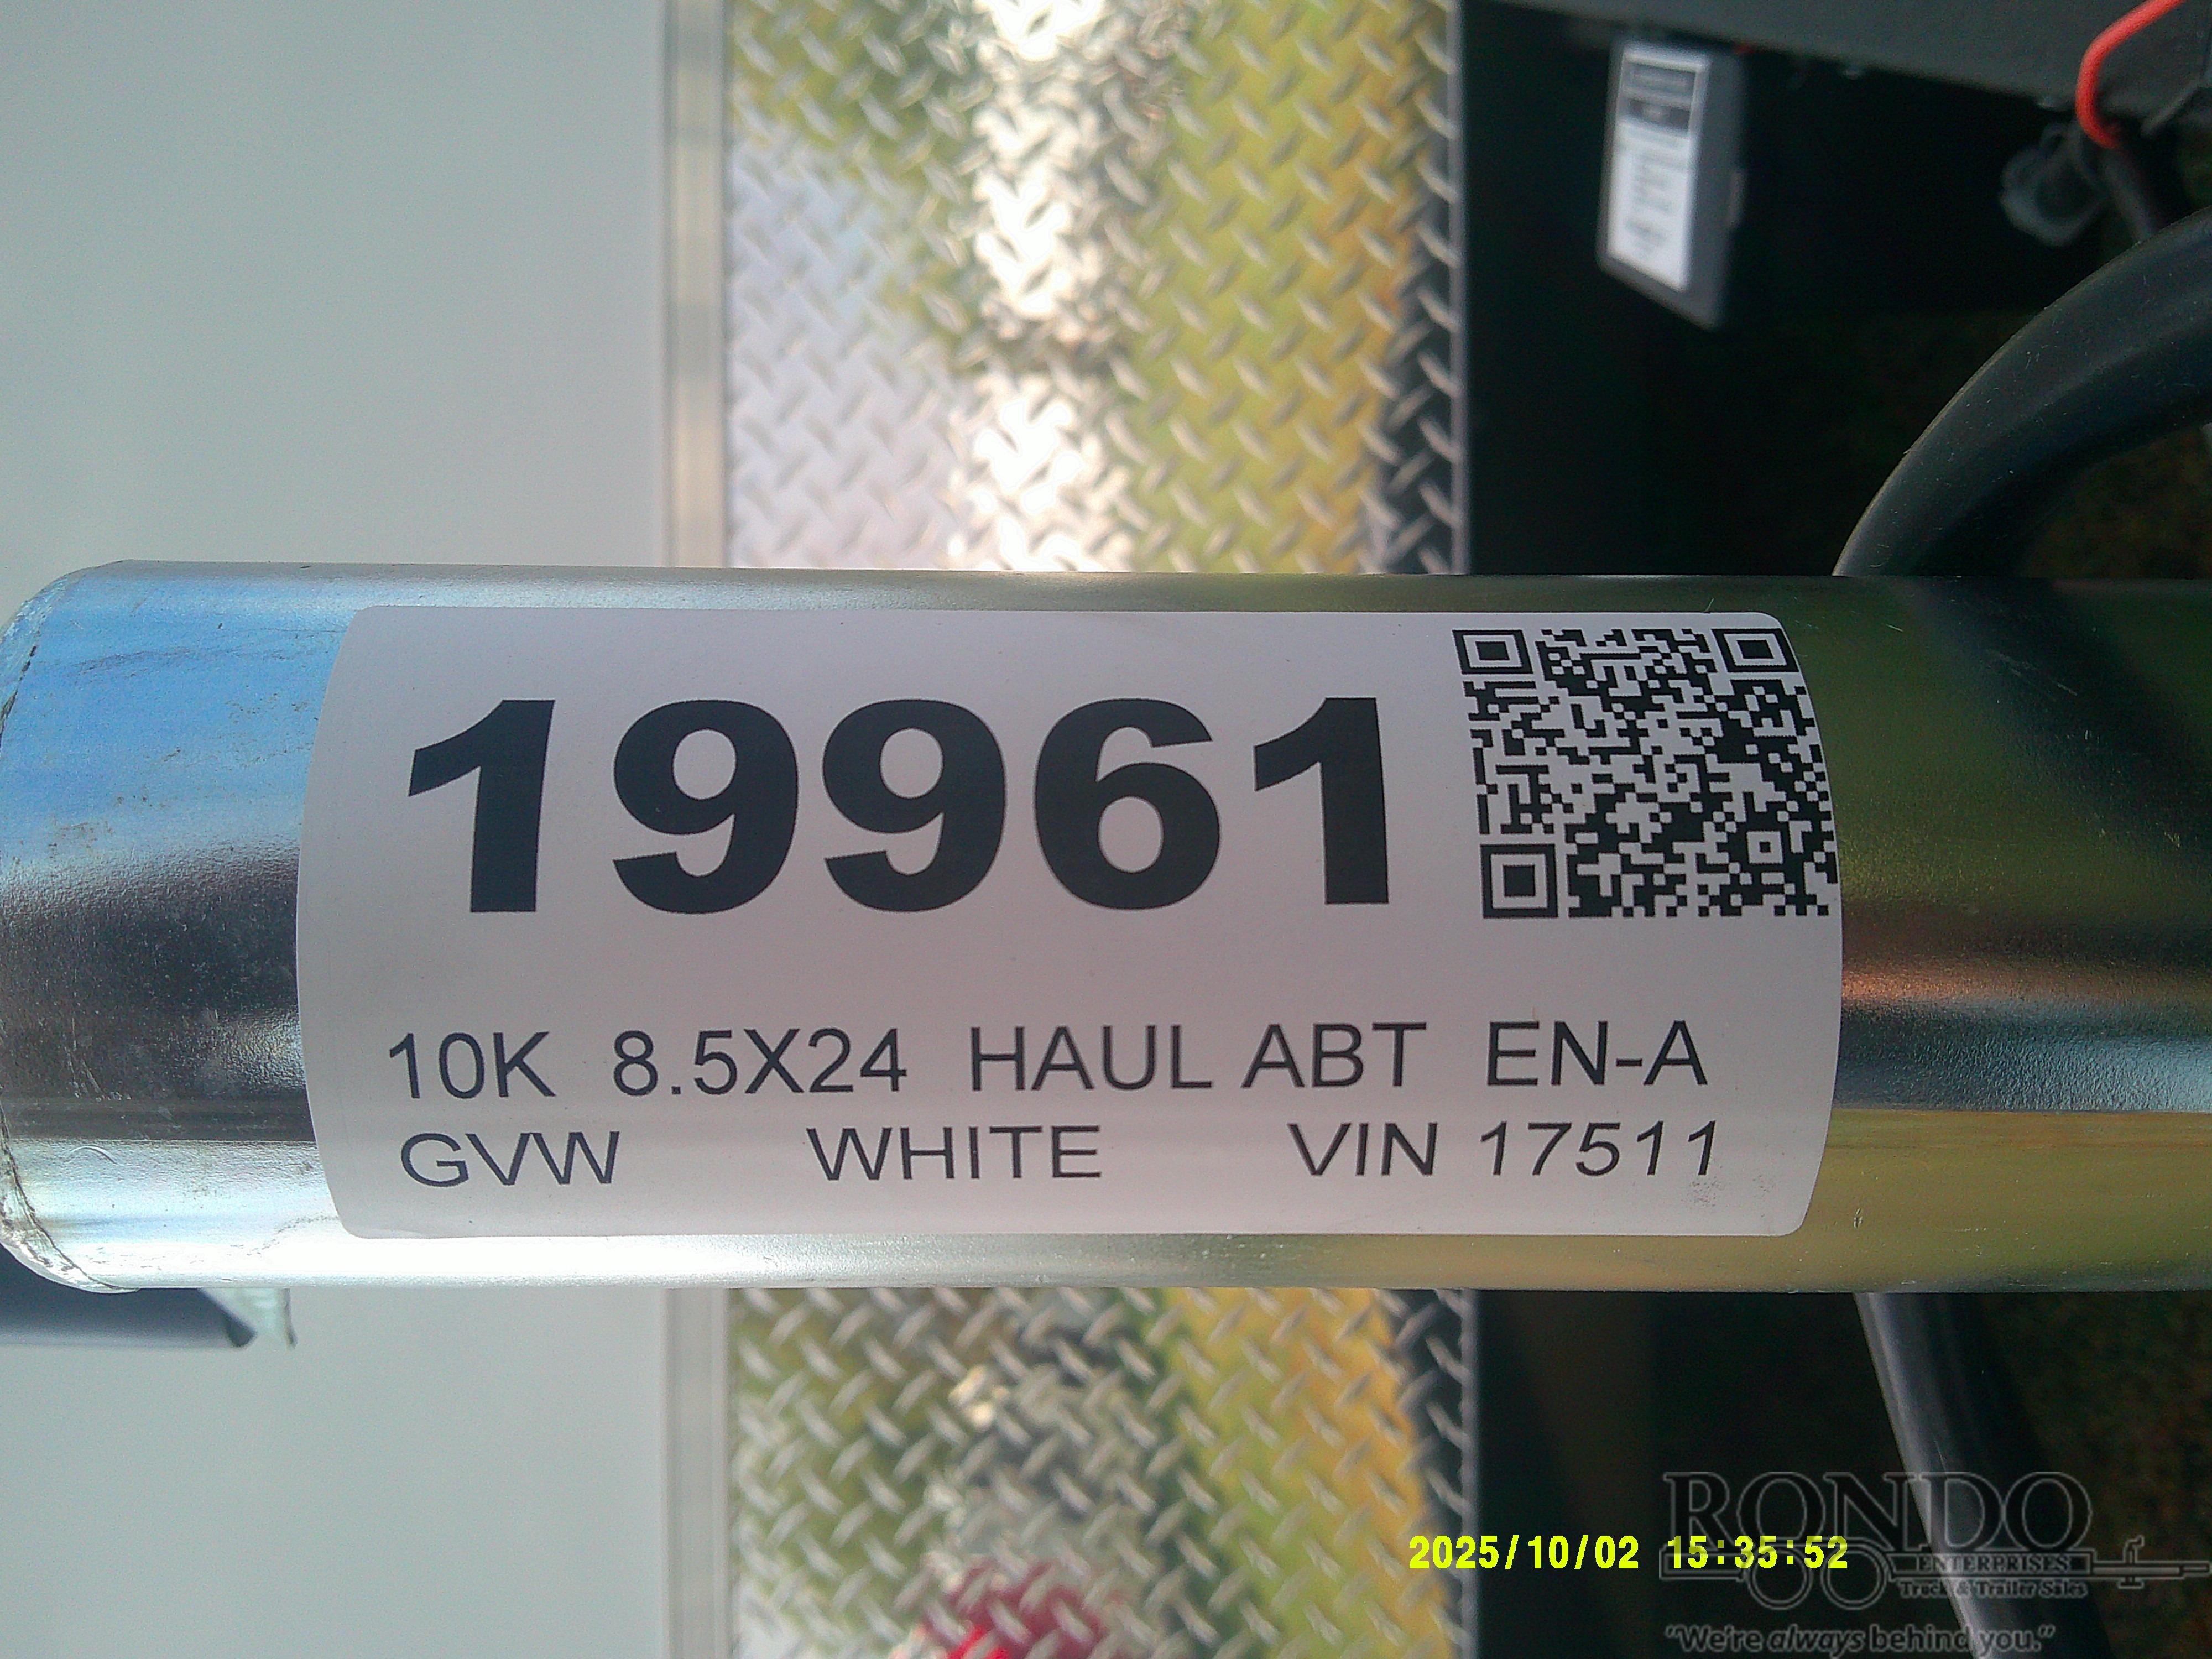 19961
10K 8.5X24 HAUL ABT EN-A
GVW WHITE VIN 17511
2025/10/02 15:35:52
RONDO
ENTERPRISES
Truck & Trailer Sales
"We're always behind you."